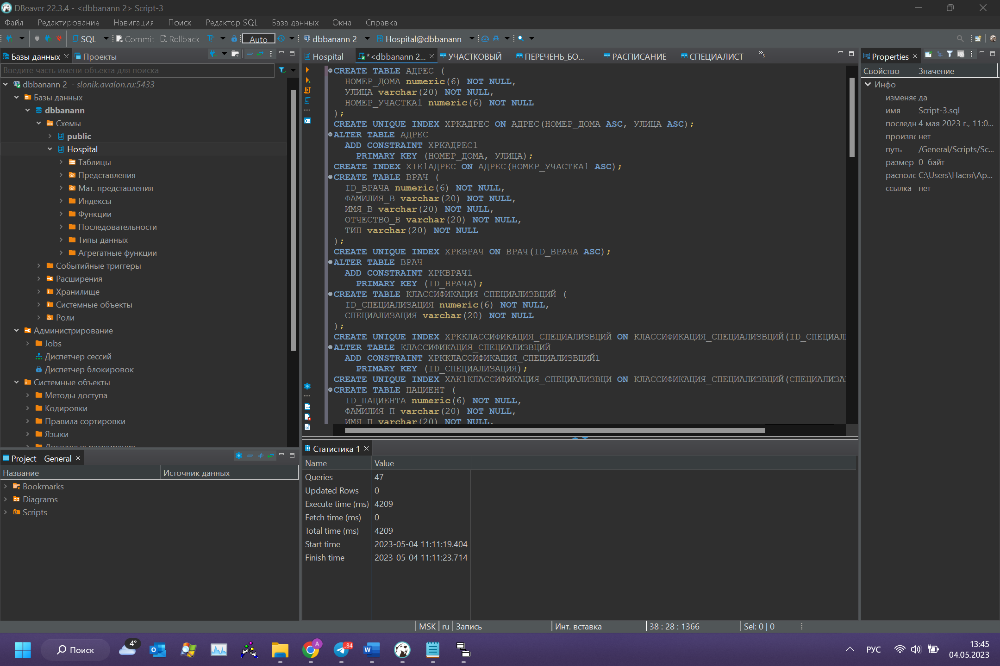 DBeaver 22.3.4 - <dbbanann 2> Script-3
Файл Редактирование Навигация Поиск Редактор SQL База данных Окна Справка
SQL Commit Rollback Auto dbbanann 2 Hospital@dbbanann
Базы данных Проекты
Введите часть имени объекта для поиска
dbbanann 2 - slonik.avalon.ru:5433
Базы данных
dbbanann
Схемы
public
Hospital
Таблицы
Представления
Мат. представления
Индексы
Функции
Последовательности
Типы данных
Агрегатные функции
Событийные триггеры
Расширения
Хранилище
Системные объекты
Роли
Администрирование
Jobs
Диспетчер сессий
Диспетчер блокировок
Системные объекты
Методы доступа
Кодировки
Правила сортировки
Языки
Доступные расширения
Project - General
Название Источник данных
Bookmarks
Diagrams
Scripts
Hospital *<dbbanann 2... УЧАСТКОВЫЙ ПЕРЕЧЕНЬ_БО... РАСПИСАНИЕ СПЕЦИАЛИСТ »5
CREATE TABLE АДРЕС (
НОМЕР_ДОМА numeric(6) NOT NULL,
УЛИЦА varchar(20) NOT NULL,
НОМЕР_УЧАСТКА1 numeric(6) NOT NULL
);
CREATE UNIQUE INDEX XPKАДРЕС ON АДРЕС(НОМЕР_ДОМА ASC, УЛИЦА ASC);
ALTER TABLE АДРЕС
ADD CONSTRAINT XPKАДРЕС1
PRIMARY KEY (НОМЕР_ДОМА, УЛИЦА);
CREATE INDEX XIE1АДРЕС ON АДРЕС(НОМЕР_УЧАСТКА1 ASC);
CREATE TABLE ВРАЧ (
ID_ВРАЧА numeric(6) NOT NULL,
ФАМИЛИЯ_В varchar(20) NOT NULL,
ИМЯ_В varchar(20) NOT NULL,
ОТЧЕСТВО_В varchar(20) NOT NULL,
ТИП varchar(20) NOT NULL
);
CREATE UNIQUE INDEX XPKВРАЧ ON ВРАЧ(ID_ВРАЧА ASC);
ALTER TABLE ВРАЧ
ADD CONSTRAINT XPKВРАЧ1
PRIMARY KEY (ID_ВРАЧА);
CREATE TABLE КЛАССИФИКАЦИЯ_СПЕЦИАЛИЗВЦИЙ (
ID_СПЕЦИАЛИЗАЦИЯ numeric(6) NOT NULL,
СПЕЦИАЛИЗАЦИЯ varchar(20) NOT NULL
);
CREATE UNIQUE INDEX XPKКЛАССИФИКАЦИЯ_СПЕЦИАЛИЗВЦИЙ ON КЛАССИФИКАЦИЯ_СПЕЦИАЛИЗВЦИЙ(ID_СПЕЦИАЛ
ALTER TABLE КЛАССИФИКАЦИЯ_СПЕЦИАЛИЗВЦИЙ
ADD CONSTRAINT XPKКЛАССИФИКАЦИЯ_СПЕЦИАЛИЗВЦИЙ1
PRIMARY KEY (ID_СПЕЦИАЛИЗАЦИЯ);
CREATE UNIQUE INDEX XAK1КЛАССИФИКАЦИЯ_СПЕЦИАЛИЗВЦИ ON КЛАССИФИКАЦИЯ_СПЕЦИАЛИЗВЦИЙ(СПЕЦИАЛИЗА
CREATE TABLE ПАЦИЕНТ (
ID_ПАЦИЕНТА numeric(6) NOT NULL,
ФАМИЛИЯ_П varchar(20) NOT NULL,
ИМЯ_П varchar(20) NOT NULL,
Статистика 1
Name Value
Queries 47
Updated Rows 0
Execute time (ms) 4209
Fetch time (ms) 0
Total time (ms) 4209
Start time 2023-05-04 11:11:19.404
Finish time 2023-05-04 11:11:23.714
Properties
Свойство Значение
Инфо
изменяе да
имя Script-3.sql
последн 4 мая 2023 г., 11:0...
произвс нет
путь /General/Scripts/Sc...
размер 0 байт
располс C:\Users\Настя\Ap...
ссылка нет
MSK ru Запись Инт. вставка 38 : 28 : 1366 Sel: 0 | 0
Поиск 4° A ..84 РУС 13:45
04.05.2023